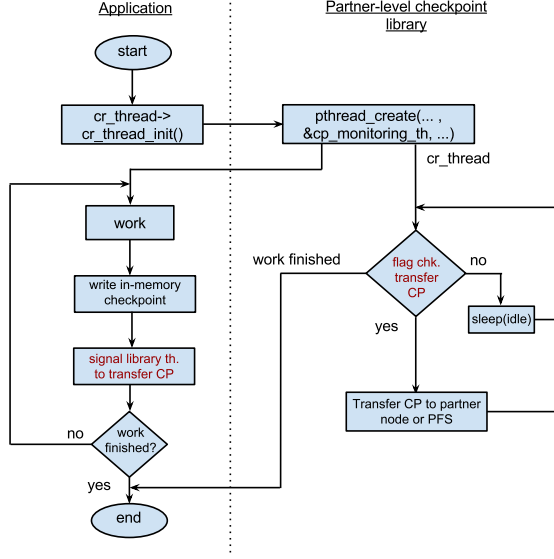 Application
Partner-level checkpoint
library
start
cr_thread->
cr_thread_init()
pthread_create(... ,
&cp_monitoring_th, ...)
cr_thread
work
work finished
flag chk.
transfer
CP
no
write in-memory
checkpoint
sleep(idle)
yes
signal library th.
to transfer CP
Transfer CP to partner
node or PFS
no
work
finished?
yes
end